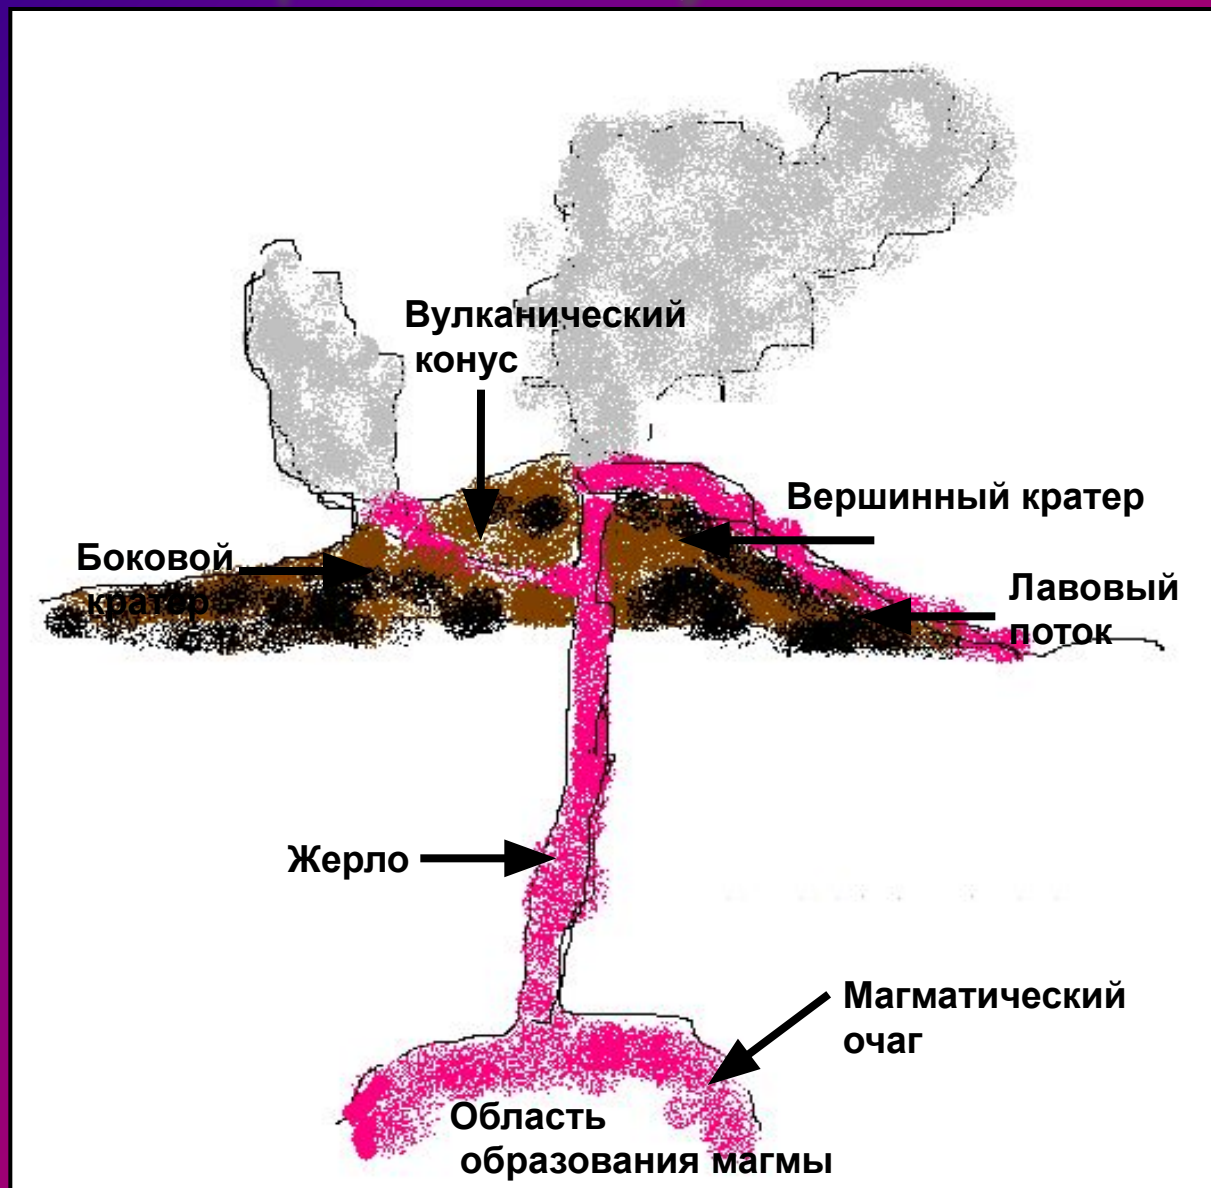 Вулканический
конус
Вершинный кратер
Боковой
кратер
Лавовый
поток
Жерло
Магматический
очаг
Область
образования магмы